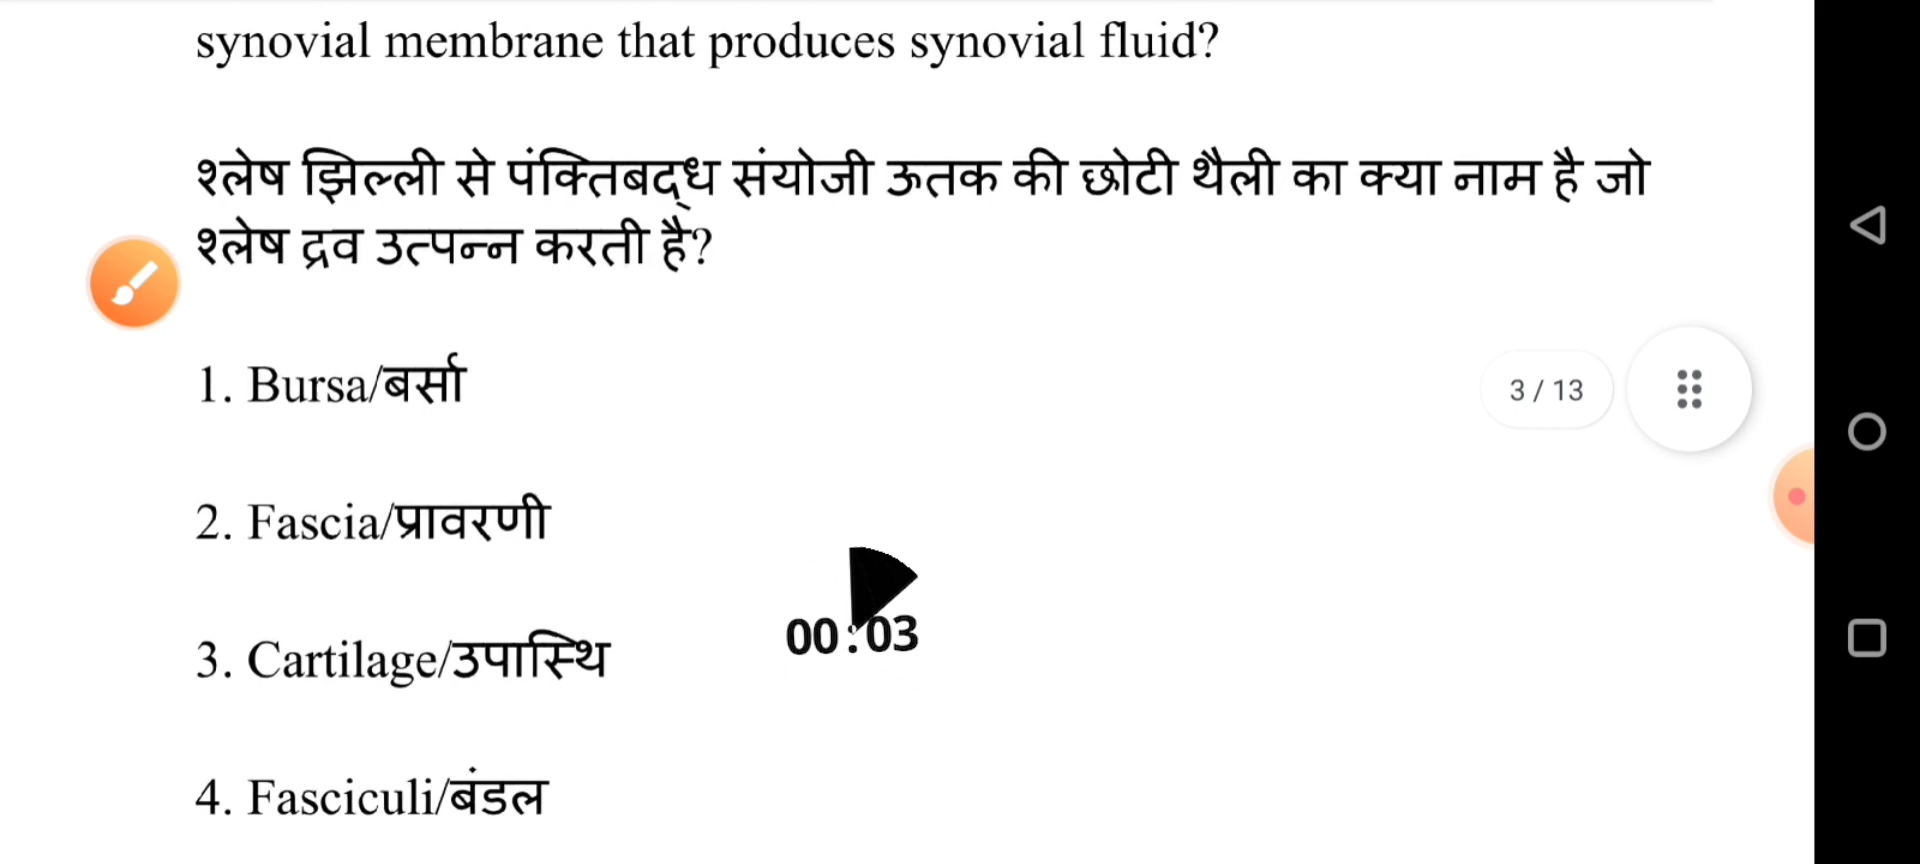 synovial membrane that produces synovial fluid?
श्लेष झिल्ली से पंक्तिबद्ध संयोजी ऊतक की छोटी थैली का क्या नाम है जो
श्लेष द्रव उत्पन्न करती है?
1. Bursa/बर्सा
3 / 13
2. Fascia/प्रावरणी
00:03
3. Cartilage/उपास्थि
4. Fasciculi/बंडल